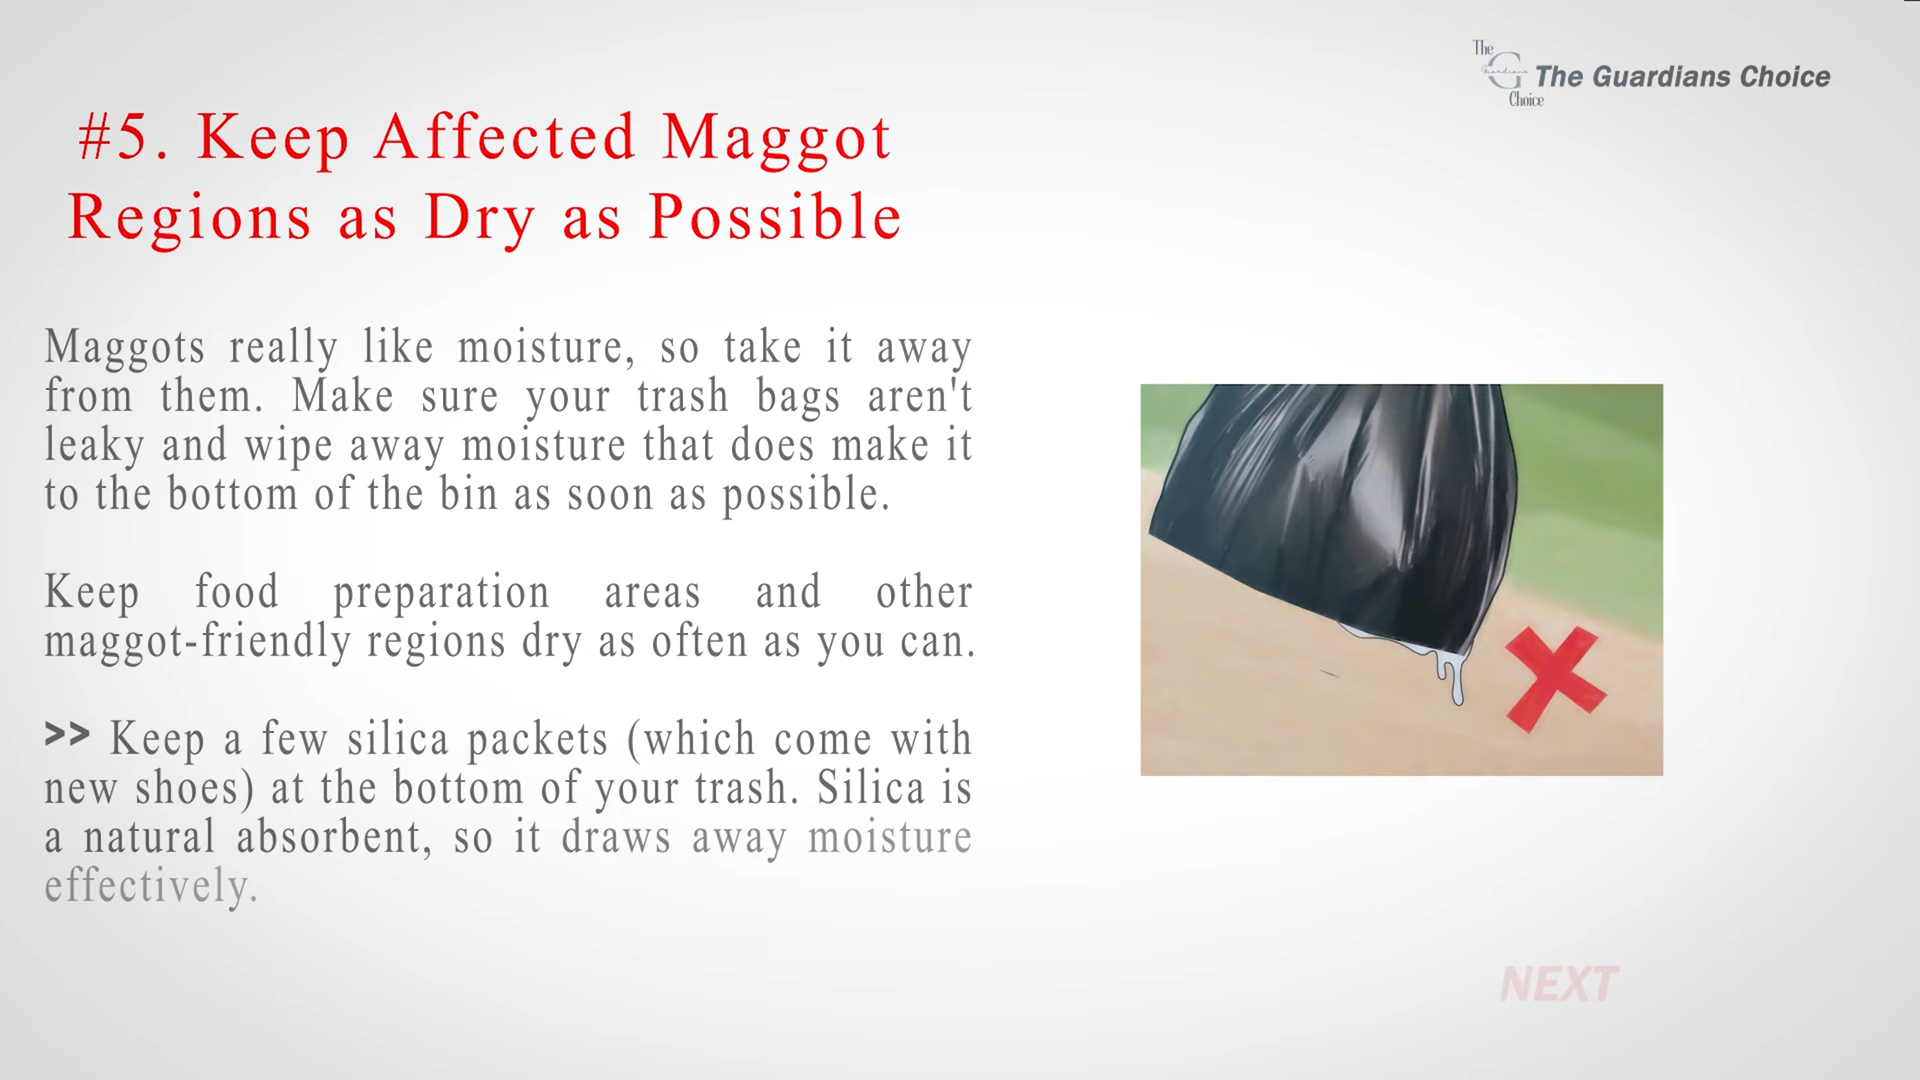 The
Guardians
Choice
The Guardians Choice
#5. Keep Affected Maggot
Regions as Dry as Possible
Maggots really like moisture, so take it away
from them. Make sure your trash bags aren't
leaky and wipe away moisture that does make it
to the bottom of the bin as soon as possible.
Keep food preparation areas and other
maggot-friendly regions dry as often as you can.
>> Keep a few silica packets (which come with
new shoes) at the bottom of your trash. Silica is
a natural absorbent, so it draws away moisture
effectively.
NEXT